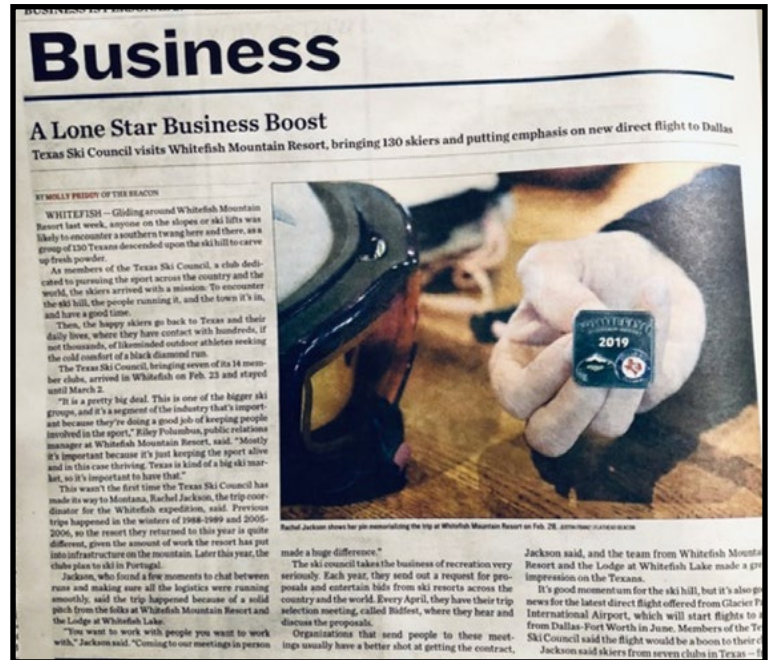 BUSINESS IS PERSONAL
Business
A Lone Star Business Boost
Texas Ski Council visits Whitefish Mountain Resort, bringing 130 skiers and putting emphasis on new direct flight to Dallas
BY MOLLY PRIDDY OF THE BEACON
WHITEFISH – Gliding around Whitefish Mountain
Resort last week, anyone on the slopes or ski lifts was
likely to encounter a southern twang here and there, as a
group of 130 Texans descended upon the ski hill to carve
up fresh powder.
As members of the Texas Ski Council, a club dedi-
cated to pursuing the sport across the country and the
world, the skiers arrived with a mission: To encounter
the ski hill, the people running it, and the town it's in,
and have a good time.
Then, the happy skiers go back to Texas and their
daily lives, where they have contact with hundreds, if
not thousands, of likeminded outdoor athletes seeking
the cold comfort of a black diamond run.
The Texas Ski Council, bringing seven of its 14 mem-
ber clubs, arrived in Whitefish on Feb. 23 and stayed
until March 2.
"It is a pretty big deal. This is one of the bigger ski
groups, and it's a segment of the industry that's import-
ant because they're doing a good job of keeping people
involved in the sport," Riley Polumbus, public relations
manager at Whitefish Mountain Resort, said. "Mostly
it's important because it's just keeping the sport alive
and in this case thriving. Texas is kind of a big ski mar-
ket, so it's important to have that."
This wasn't the first time the Texas Ski Council has
made its way to Montana, Rachel Jackson, the trip coor-
dinator for the Whitefish expedition, said. Previous
trips happened in the winters of 1988-1989 and 2005-
2006, so the resort they returned to this year is quite
different, given the amount of work the resort has put
into infrastructure on the mountain. Later this year, the
clubs plan to ski in Portugal.
Jackson, who found a few moments to chat between
runs and making sure all the logistics were running
smoothly, said the trip happened because of a solid
pitch from the folks at Whitefish Mountain Resort and
the Lodge at Whitefish Lake.
"You want to work with people you want to work
with," Jackson said. "Coming to our meetings in person
2019
Rachel Jackson shows her pin memorializing the trip at Whitefish Mountain Resort on Feb. 28.
made a huge difference."
The ski council takes the business of recreation very
seriously. Each year, they send out a request for pro-
posals and entertain bids from ski resorts across the
country and the world. Every April, they have their trip
selection meeting, called Bidfest, where they hear and
discuss the proposals.
Organizations that send people to these meet-
ings usually have a better shot at getting the contract,
Jackson said, and the team from Whitefish Mounta
Resort and the Lodge at Whitefish Lake made a gre
impression on the Texans.
It's good momentum for the ski hill, but it's also go
news for the latest direct flight offered from Glacier P
International Airport, which will start flights to a
from Dallas-Fort Worth in June. Members of the Te
Ski Council said the flight would be a boon to their c
Jackson said skiers from seven clubs in Texas – f